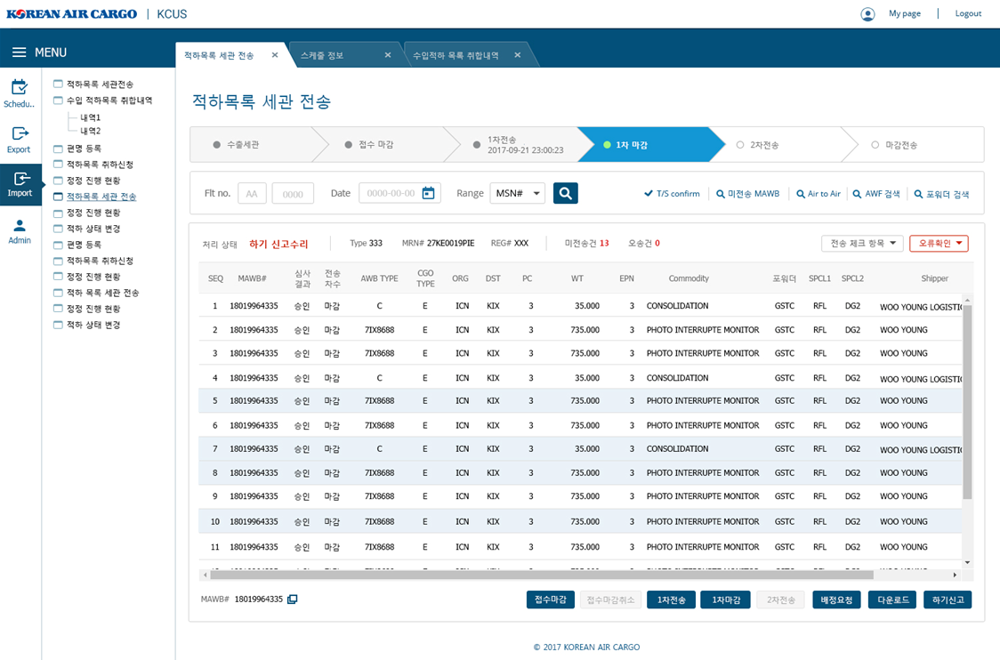 KOREAN AIR CARGO | KCUS
My page | Logout
MENU
적하목록 세관 전송 ×
스케줄 정보 ×
수입적하 목록 취합내역 ×
Schedu..
Export
Import
Admin
적하목록 세관전송
수입 적하목록 취합내역
내역1
내역2
편명 등록
적하목록 취하신청
정정 진행 현황
적하목록 세관 전송
정정 진행 현황
적하 상태 변경
편명 등록
적하목록 취하신청
정정 진행 현황
적하 목록 세관 전송
정정 진행 현황
적하 상태 변경
적하목록 세관 전송
수출세관
접수 마감
1차전송
2017-09-21 23:00:23
1차 마감
2차전송
마감전송
Flt no. AA 0000 Date 0000-00-00 Range MSN#
T/S confirm 미전송 MAWB Air to Air AWF 검색 포워더 검색
처리 상태 하기 신고수리 Type 333 MRN# 27KE0019PIE REG# XXX 미전송건 13 오송건 0 전송 체크 항목 오류확인
SEQ MAWB# 심사 결과 전송 차수 AWB TYPE CGO TYPE ORG DST PC WT EPN Commodity 포워더 SPCL1 SPCL2 Shipper
1 18019964335 승인 마감 C E ICN KIX 3 35.000 3 CONSOLIDATION GSTC RFL DG2 WOO YOUNG LOGISTIC
2 18019964335 승인 마감 7IX8688 E ICN KIX 3 735.000 3 PHOTO INTERRUPTE MONITOR GSTC RFL DG2 WOO YOUNG
3 18019964335 승인 마감 7IX8688 E ICN KIX 3 735.000 3 PHOTO INTERRUPTE MONITOR GSTC RFL DG2 WOO YOUNG
4 18019964335 승인 마감 C E ICN KIX 3 35.000 3 CONSOLIDATION GSTC RFL DG2 WOO YOUNG LOGISTIC
5 18019964335 승인 마감 7IX8688 E ICN KIX 3 735.000 3 PHOTO INTERRUPTE MONITOR GSTC RFL DG2 WOO YOUNG
6 18019964335 승인 마감 7IX8688 E ICN KIX 3 735.000 3 PHOTO INTERRUPTE MONITOR GSTC RFL DG2 WOO YOUNG
7 18019964335 승인 마감 C E ICN KIX 3 35.000 3 CONSOLIDATION GSTC RFL DG2 WOO YOUNG LOGISTIC
8 18019964335 승인 마감 7IX8688 E ICN KIX 3 735.000 3 PHOTO INTERRUPTE MONITOR GSTC RFL DG2 WOO YOUNG
9 18019964335 승인 마감 7IX8688 E ICN KIX 3 735.000 3 PHOTO INTERRUPTE MONITOR GSTC RFL DG2 WOO YOUNG
10 18019964335 승인 마감 7IX8688 E ICN KIX 3 735.000 3 PHOTO INTERRUPTE MONITOR GSTC RFL DG2 WOO YOUNG
11 18019964335 승인 마감 7IX8688 E ICN KIX 3 735.000 3 PHOTO INTERRUPTE MONITOR GSTC RFL DG2 WOO YOUNG
MAWB# 18019964335 접수마감 접수마감취소 1차전송 1차마감 2차전송 배정요청 다운로드 하기신고
© 2017 KOREAN AIR CARGO